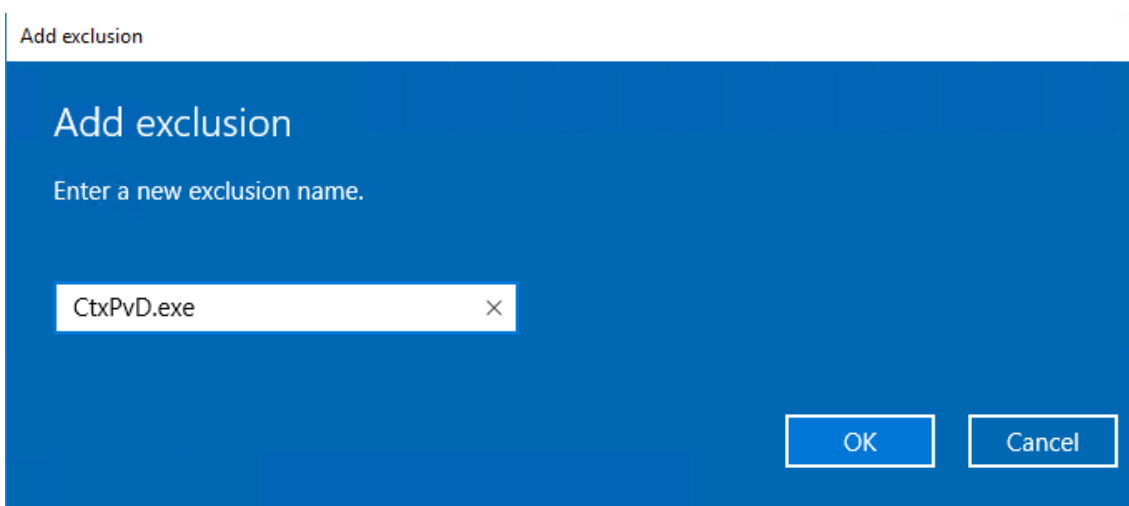 Add exclusion
Add exclusion
Enter a new exclusion name.
CtxPvD.exe
OK Cancel